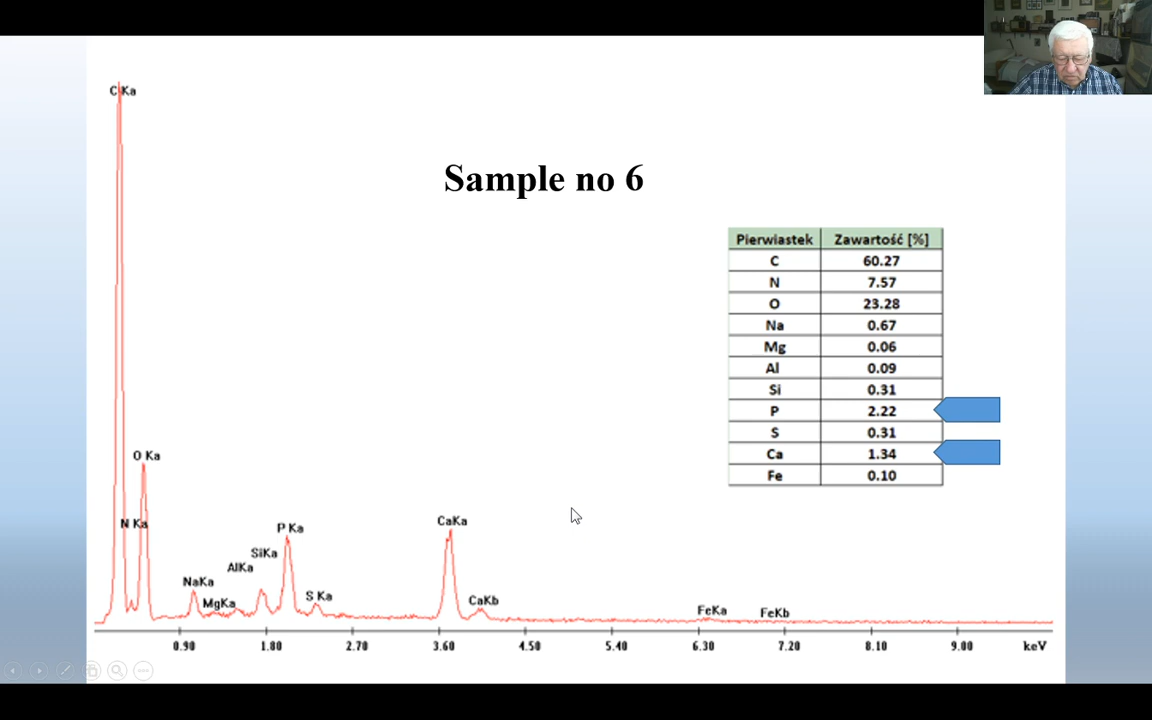 C Ka
Sample no 6
Pierwiastek Zawartość [%]
C 60.27
N 7.57
O 23.28
Na 0.67
Mg 0.06
Al 0.09
Si 0.31
P 2.22
S 0.31
Ca 1.34
Fe 0.10
O Ka
N Ka
P Ka
CaKa
SiKa
AlKa
NaKa
MgKa
S Ka
CaKb
FeKa
FeKb
0.90 1.80 2.70 3.60 4.50 5.40 6.30 7.20 8.10 9.00 keV